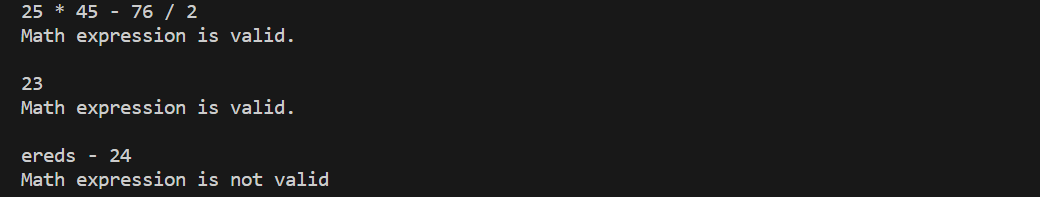 25 * 45 - 76 / 2
Math expression is valid.
23
Math expression is valid.
ereds - 24
Math expression is not valid